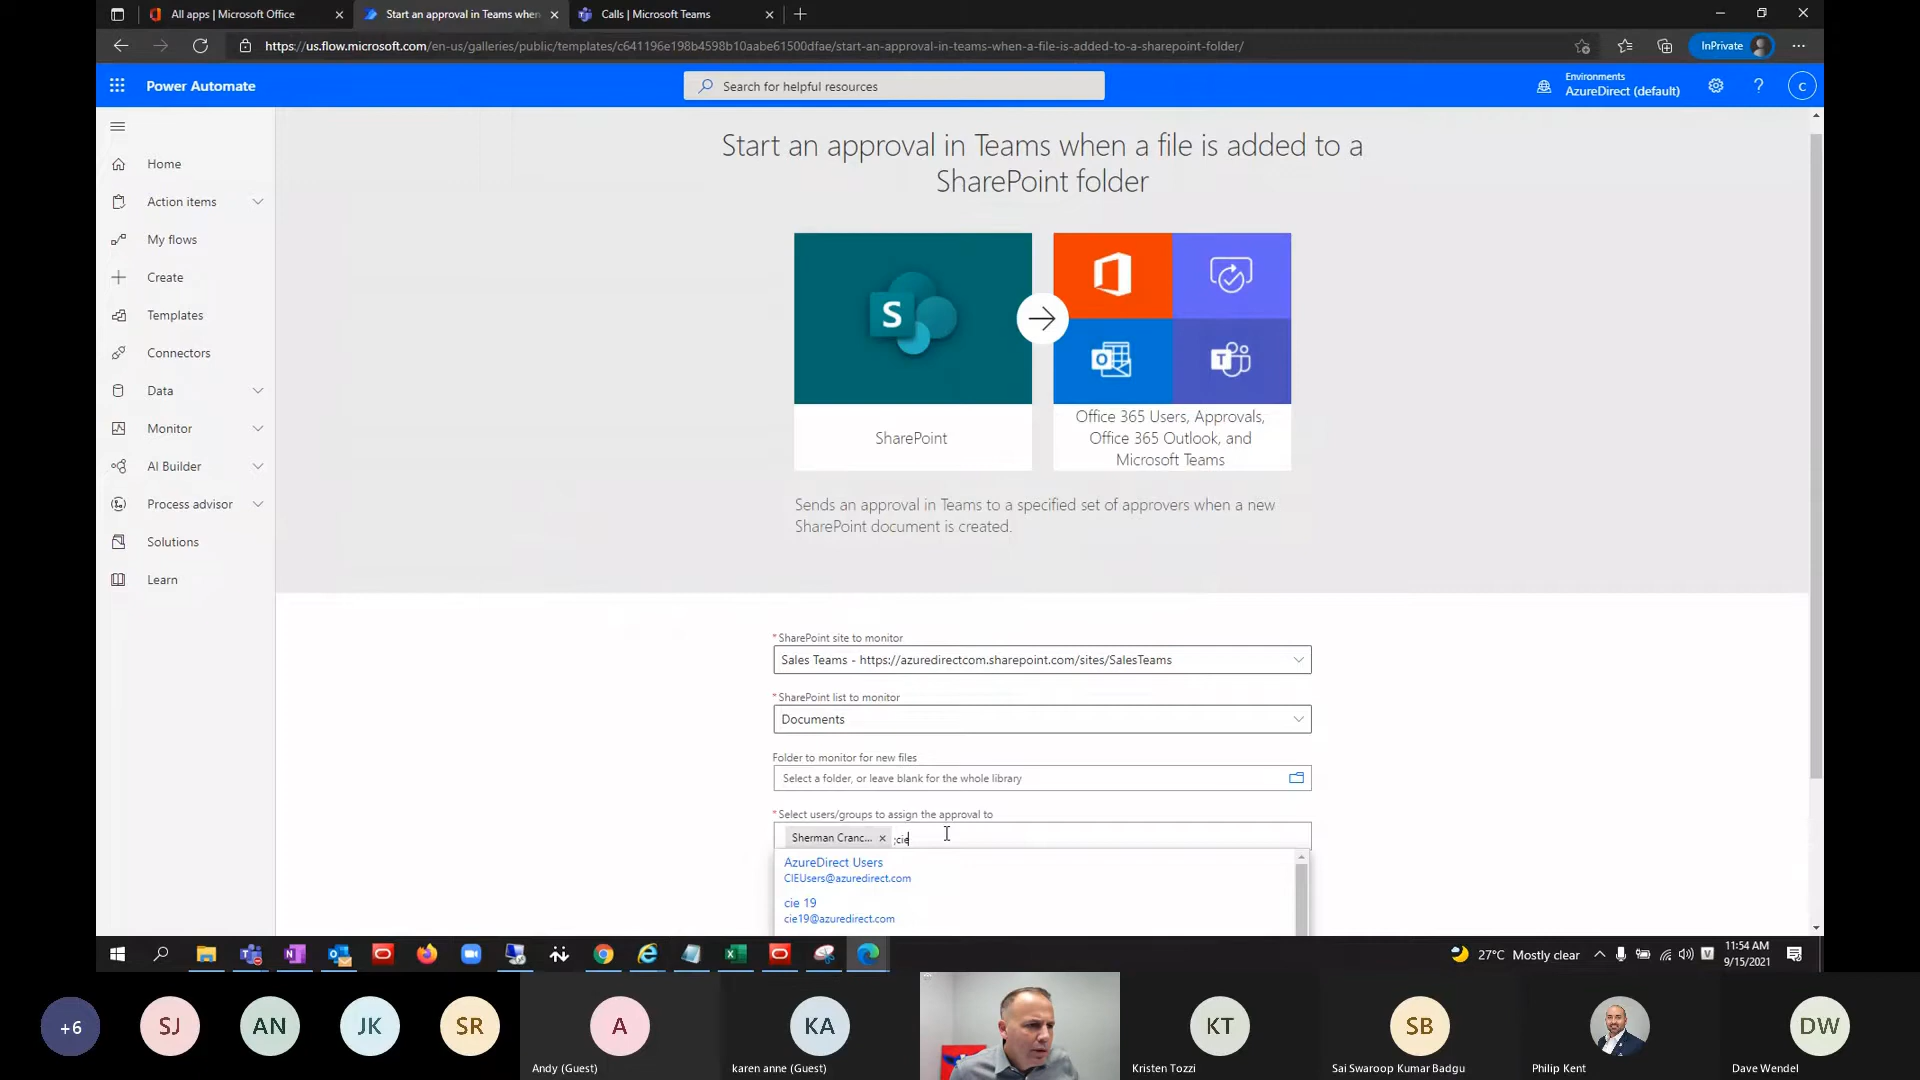 All apps | Microsoft Office
Start an approval in Teams when
Calls | Microsoft Teams
https://us.flow.microsoft.com/en-us/galleries/public/templates/c641196e198b4598b10aabe61500dfae/start-an-approval-in-teams-when-a-file-is-added-to-a-sharepoint-folder/
InPrivate
Power Automate
Search for helpful resources
Environments
AzureDirect (default)
C
Home
Action items
My flows
Create
Templates
Connectors
Data
Monitor
AI Builder
Process advisor
Solutions
Learn
Start an approval in Teams when a file is added to a
SharePoint folder
S
O
T
SharePoint
Office 365 Users, Approvals,
Office 365 Outlook, and
Microsoft Teams
Sends an approval in Teams to a specified set of approvers when a new
SharePoint document is created.
* SharePoint site to monitor
Sales Teams - https://azuredirectcom.sharepoint.com/sites/SalesTeams
* SharePoint list to monitor
Documents
Folder to monitor for new files
Select a folder, or leave blank for the whole library
* Select users/groups to assign the approval to
Sherman Cranc... ;cie
AzureDirect Users
CIEUsers@azuredirect.com
cie 19
cie19@azuredirect.com
27°C Mostly clear
V
11:54 AM
9/15/2021
+6
SJ
AN
JK
SR
A
Andy (Guest)
KA
karen anne (Guest)
KT
Kristen Tozzi
SB
Sai Swaroop Kumar Badgu
Philip Kent
DW
Dave Wendel